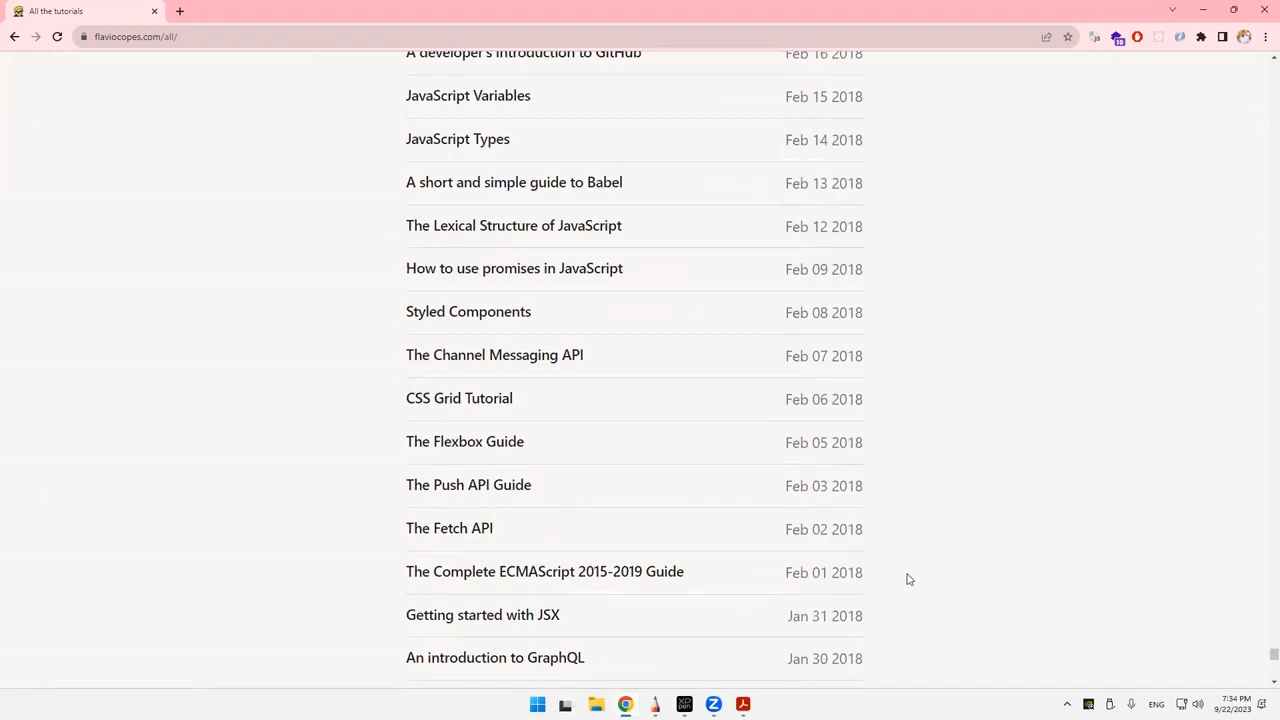 All the tutorials
flaviocopes.com/all/
A developer's introduction to GitHub Feb 16 2018
JavaScript Variables Feb 15 2018
JavaScript Types Feb 14 2018
A short and simple guide to Babel Feb 13 2018
The Lexical Structure of JavaScript Feb 12 2018
How to use promises in JavaScript Feb 09 2018
Styled Components Feb 08 2018
The Channel Messaging API Feb 07 2018
CSS Grid Tutorial Feb 06 2018
The Flexbox Guide Feb 05 2018
The Push API Guide Feb 03 2018
The Fetch API Feb 02 2018
The Complete ECMAScript 2015-2019 Guide Feb 01 2018
Getting started with JSX Jan 31 2018
An introduction to GraphQL Jan 30 2018
ENG 7:34 PM
9/22/2023